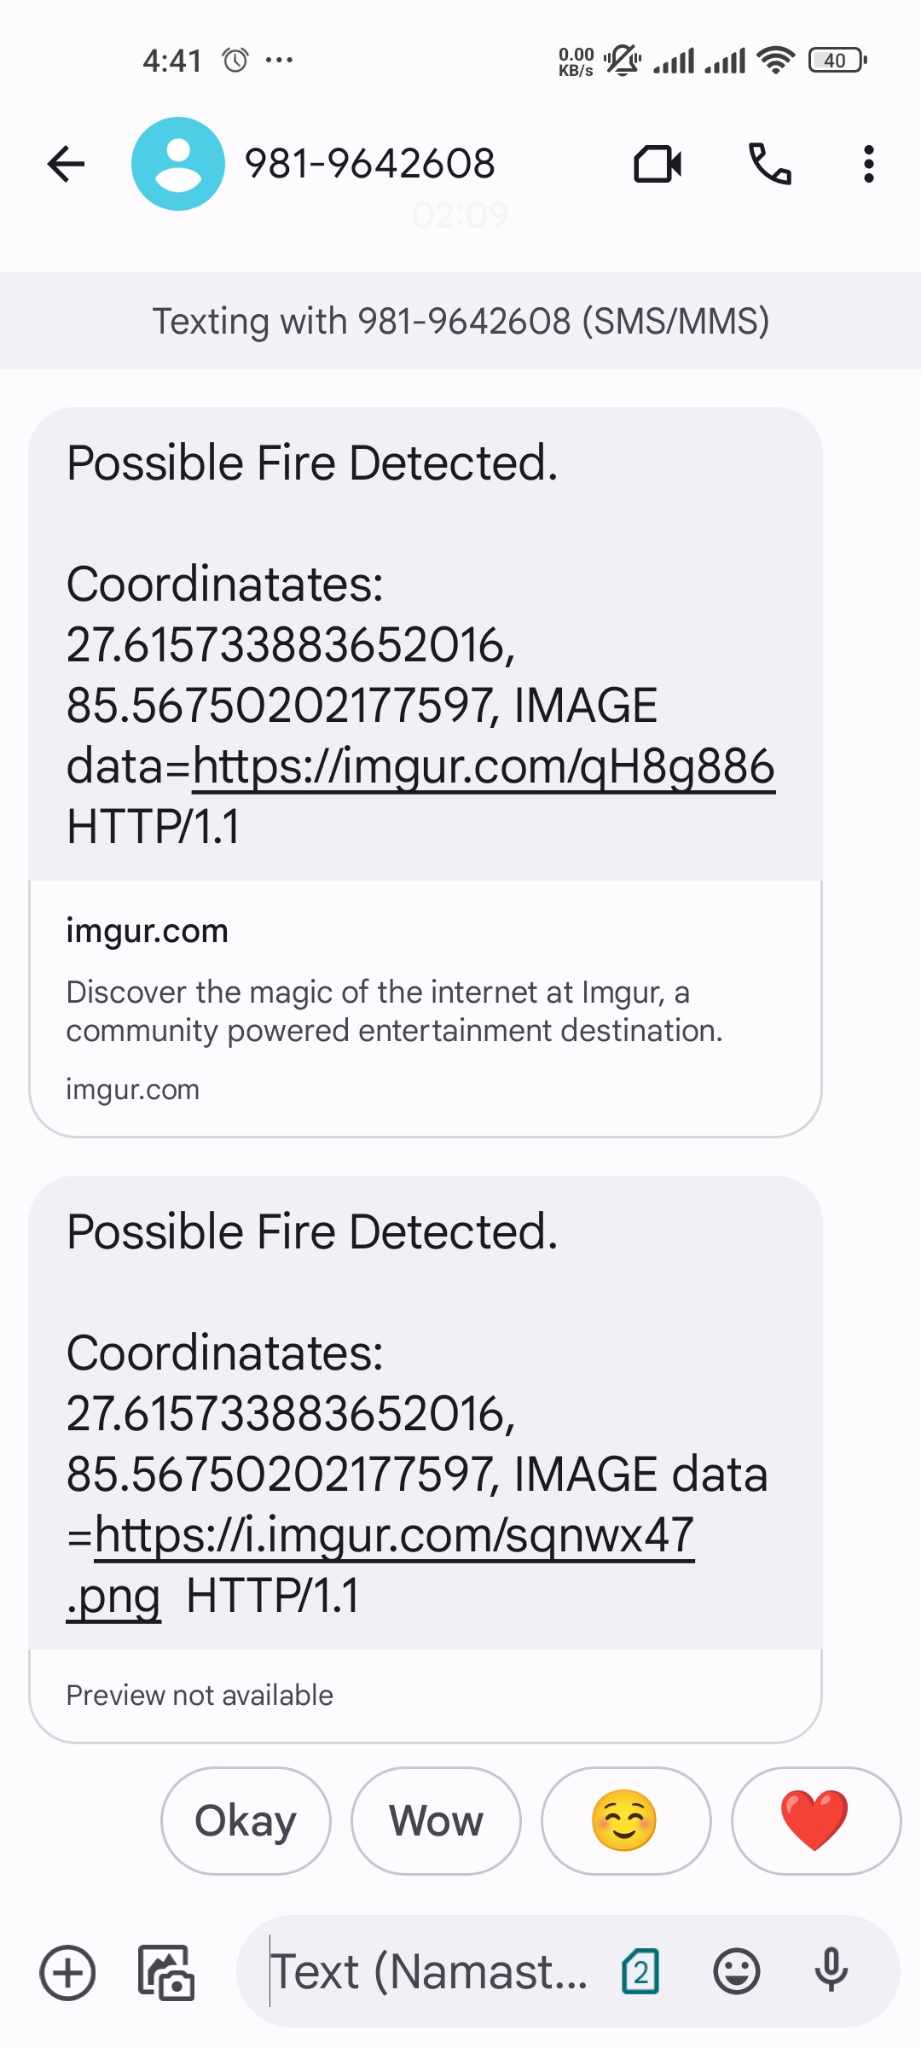 4:41
0.00
KB/s
40
981-9642608
02:09
Texting with 981-9642608 (SMS/MMS)
Possible Fire Detected.
Coordinatates:
27.615733883652016,
85.56750202177597, IMAGE
data=https://imgur.com/qH8g886
HTTP/1.1
imgur.com
Discover the magic of the internet at Imgur, a
community powered entertainment destination.
imgur.com
Possible Fire Detected.
Coordinatates:
27.615733883652016,
85.56750202177597, IMAGE data
=https://i.imgur.com/sqnwx47
.png  HTTP/1.1
Preview not available
Okay Wow
Text (Namast... 2